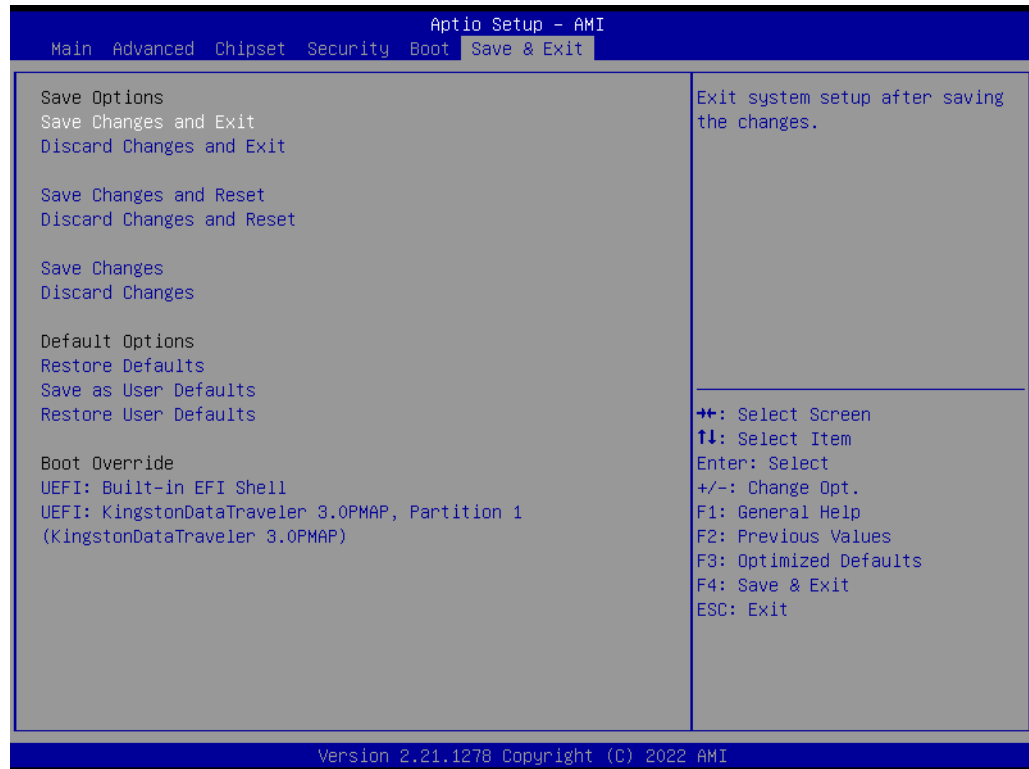 Aptio Setup – AMI
Main Advanced Chipset Security Boot Save & Exit
Save Options
Save Changes and Exit
Discard Changes and Exit
Save Changes and Reset
Discard Changes and Reset
Save Changes
Discard Changes
Default Options
Restore Defaults
Save as User Defaults
Restore User Defaults
Boot Override
UEFI: Built-in EFI Shell
UEFI: KingstonDataTraveler 3.0PMAP, Partition 1
(KingstonDataTraveler 3.0PMAP)
Exit system setup after saving
the changes.
→←: Select Screen
↑↓: Select Item
Enter: Select
+/-: Change Opt.
F1: General Help
F2: Previous Values
F3: Optimized Defaults
F4: Save & Exit
ESC: Exit
Version 2.21.1278 Copyright (C) 2022 AMI